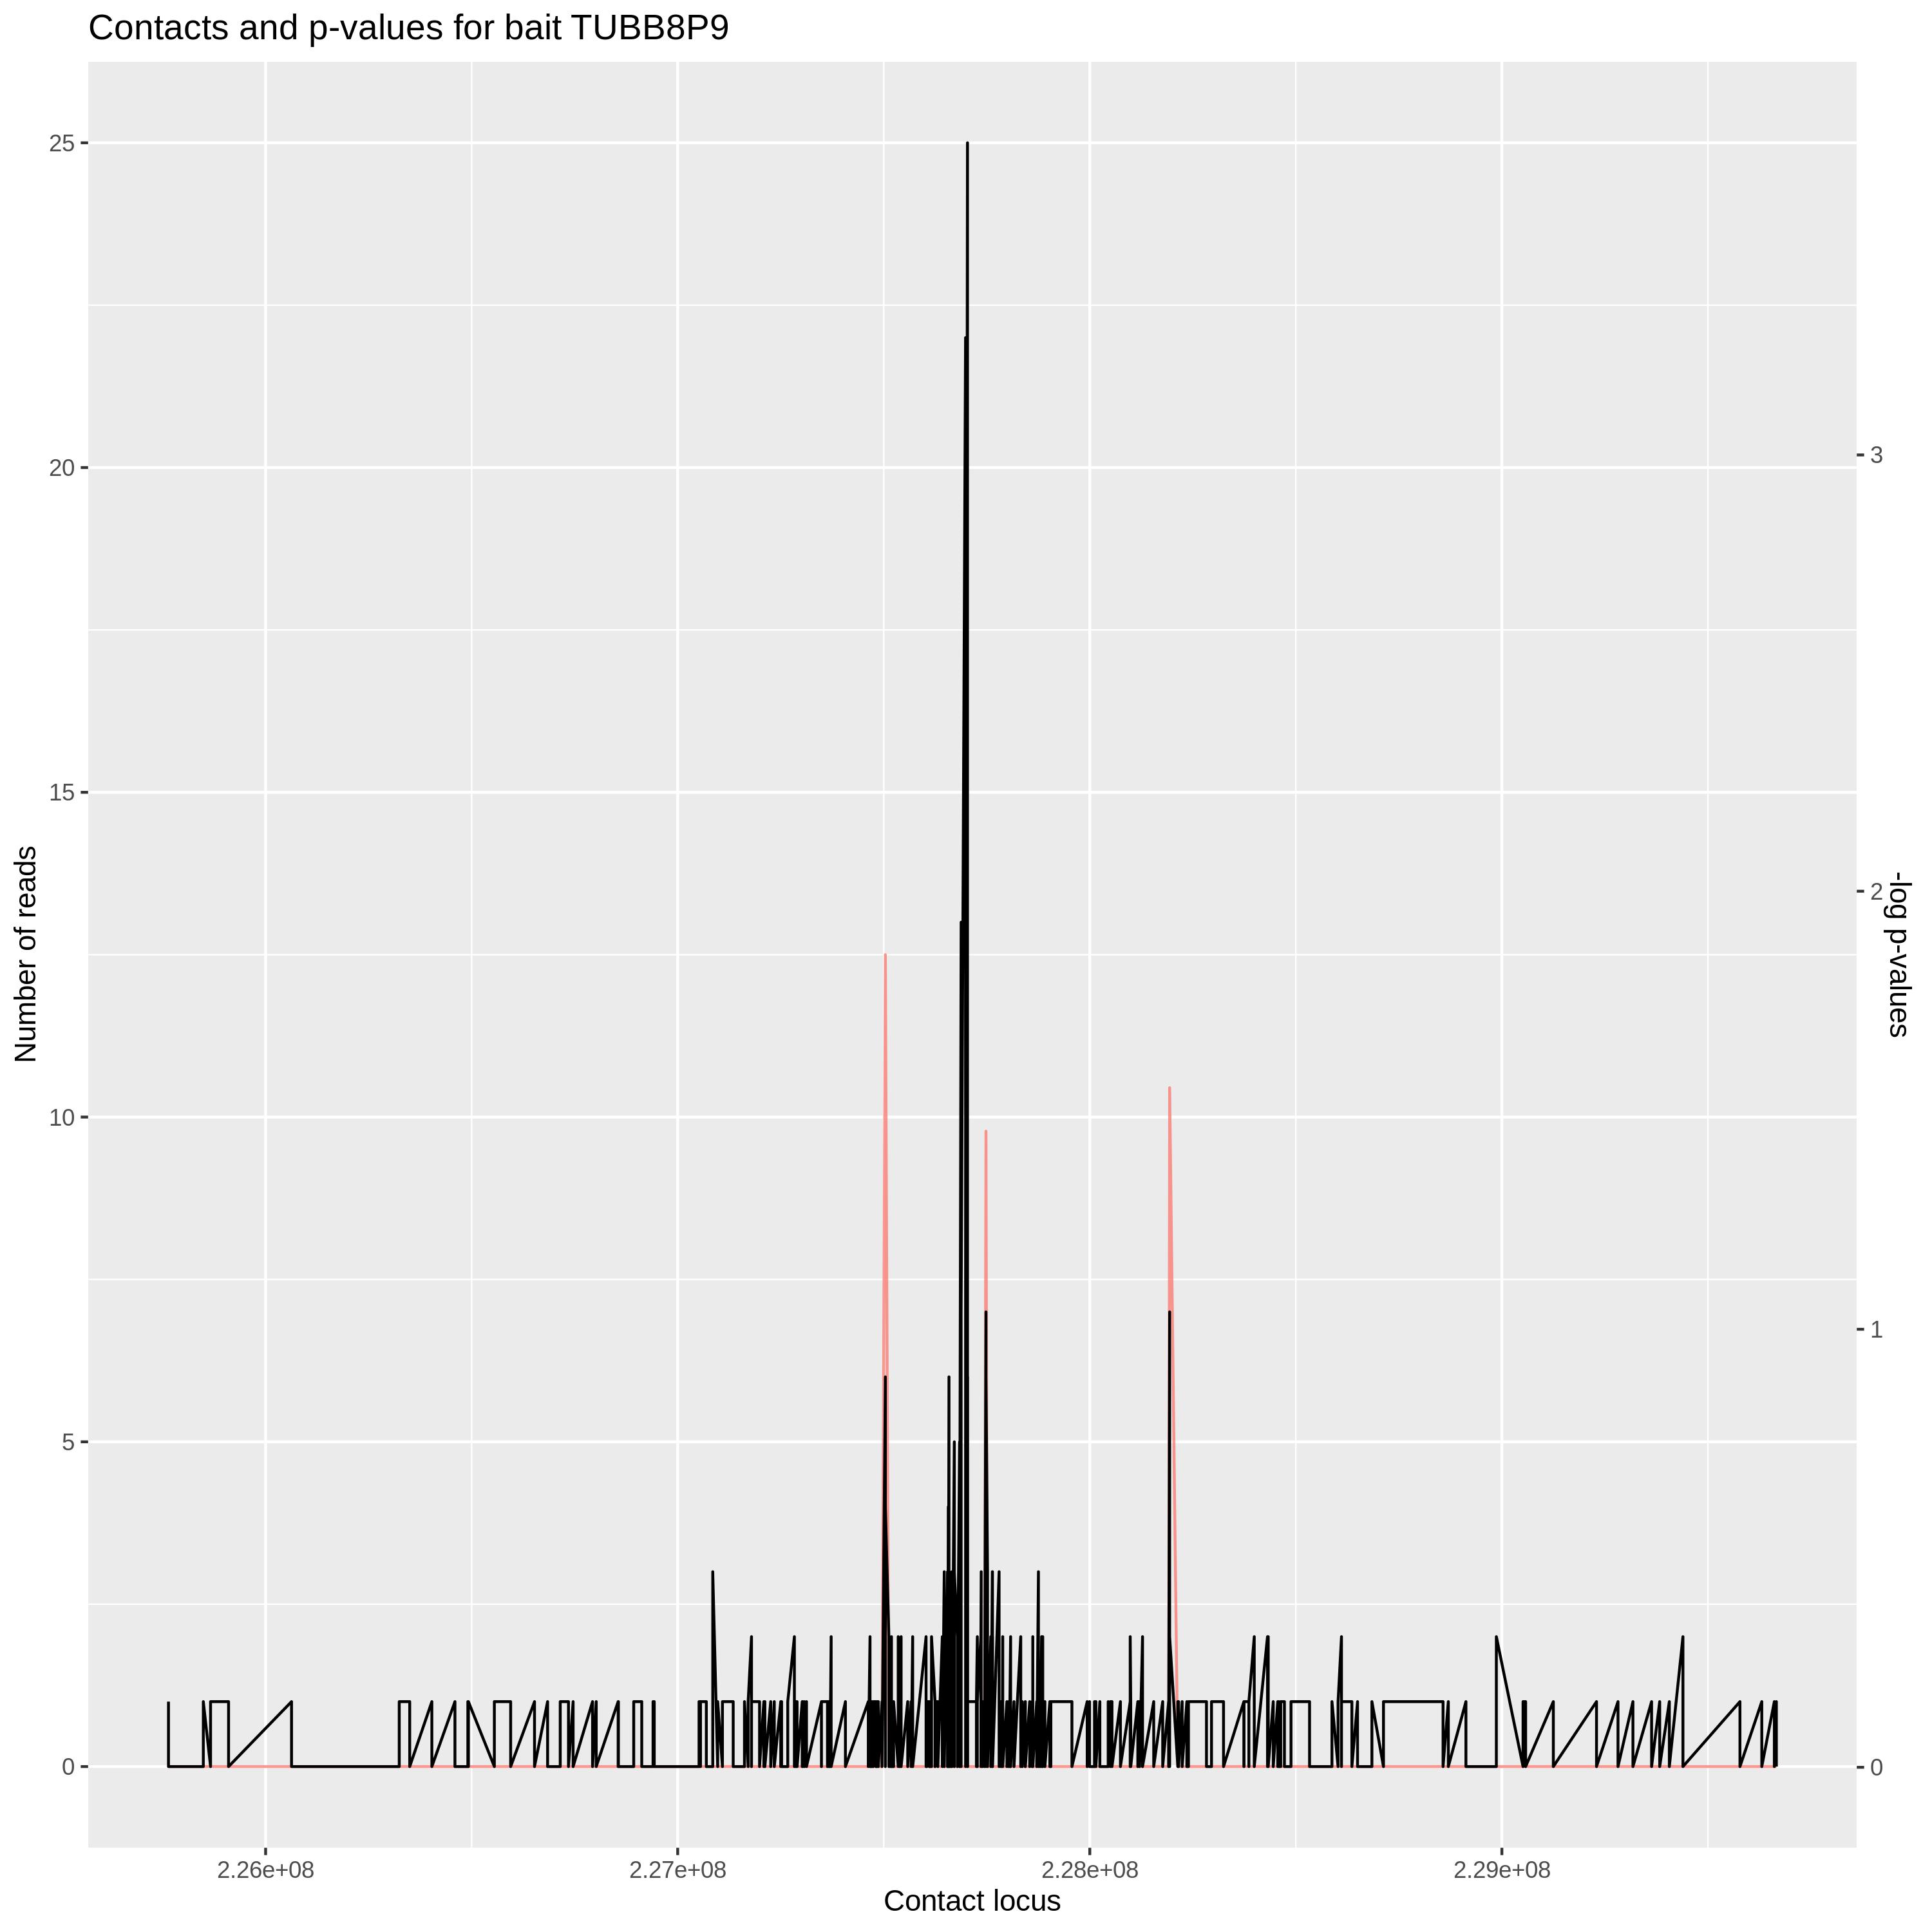 Contacts and p-values for bait TUBB8P9
25
20
15
10
5
0
Number of reads
3
2
1
0
-log p-values
2.26e+08
2.27e+08
2.28e+08
2.29e+08
Contact locus